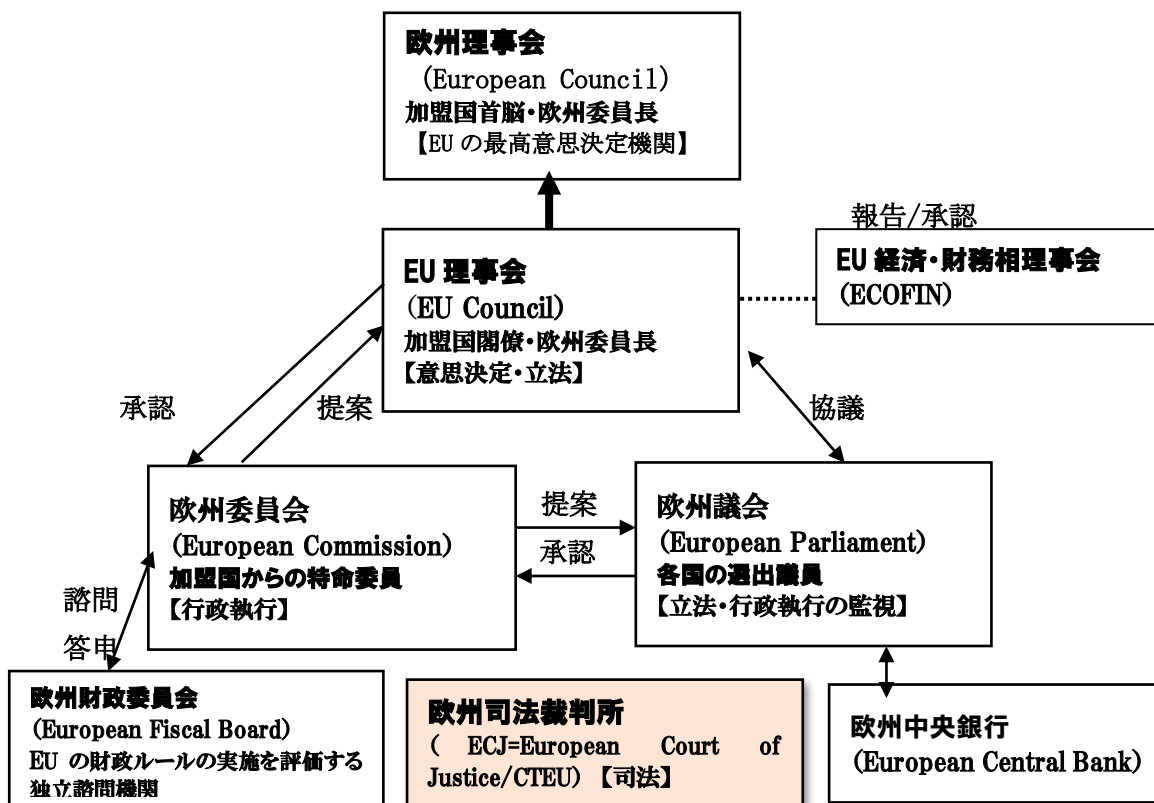 欧州理事会
(European Council)
加盟国首脳・欧州委員長
【EU の最高意思決定機関】
報告/承認
EU 理事会
(EU Council)
加盟国閣僚・欧州委員長
【意思決定・立法】
EU 経済・財務相理事会
(ECOFIN)
承認
提案
協議
欧州委員会
(European Commission)
加盟国からの特命委員
【行政執行】
提案
承認
欧州議会
(European Parliament)
各国の選出議員
【立法・行政執行の監視】
諮問
答申
欧州財政委員会
(European Fiscal Board)
EU の財政ルールの実施を評価する
独立諮問機関
欧州司法裁判所
( ECJ=European Court of
Justice/CTEU) 【司法】
欧州中央銀行
(European Central Bank)